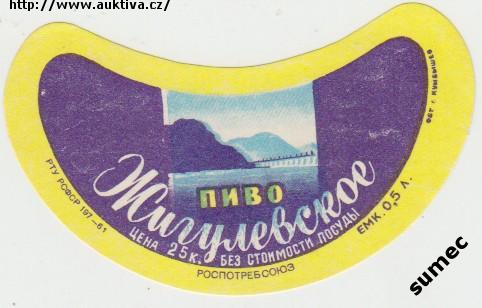 http://www.auktiva.cz/
ПИВО
Жигулевское
ЦЕНА 25 к. БЕЗ СТОИМОСТИ ПОСУДЫ
РОСПОТРЕБСОЮЗ
РТУ РСФСР 197—61
ЕМК. 0,5 л.
г. КУЙБЫШЕВ
sumec